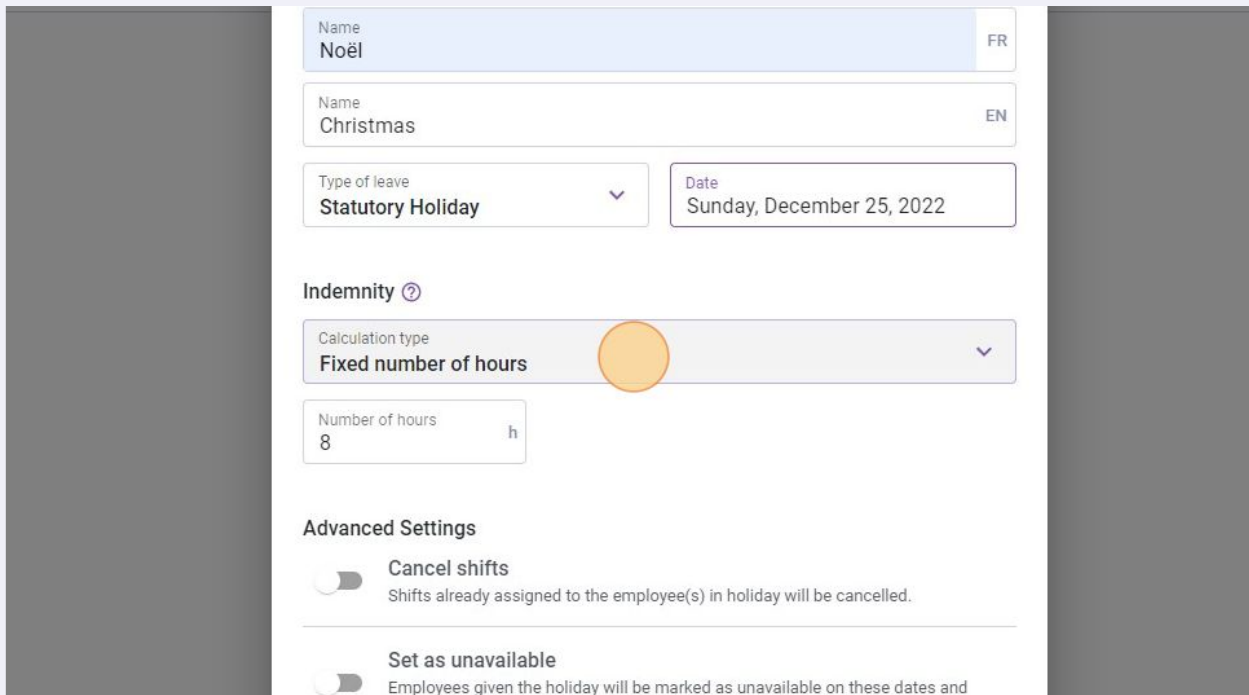 Name
Noël
FR
Name
Christmas
EN
Type of leave
Statutory Holiday
Date
Sunday, December 25, 2022
Indemnity
Calculation type
Fixed number of hours
Number of hours
8
h
Advanced Settings
Cancel shifts
Shifts already assigned to the employee(s) in holiday will be cancelled.
Set as unavailable
Employees given the holiday will be marked as unavailable on these dates and